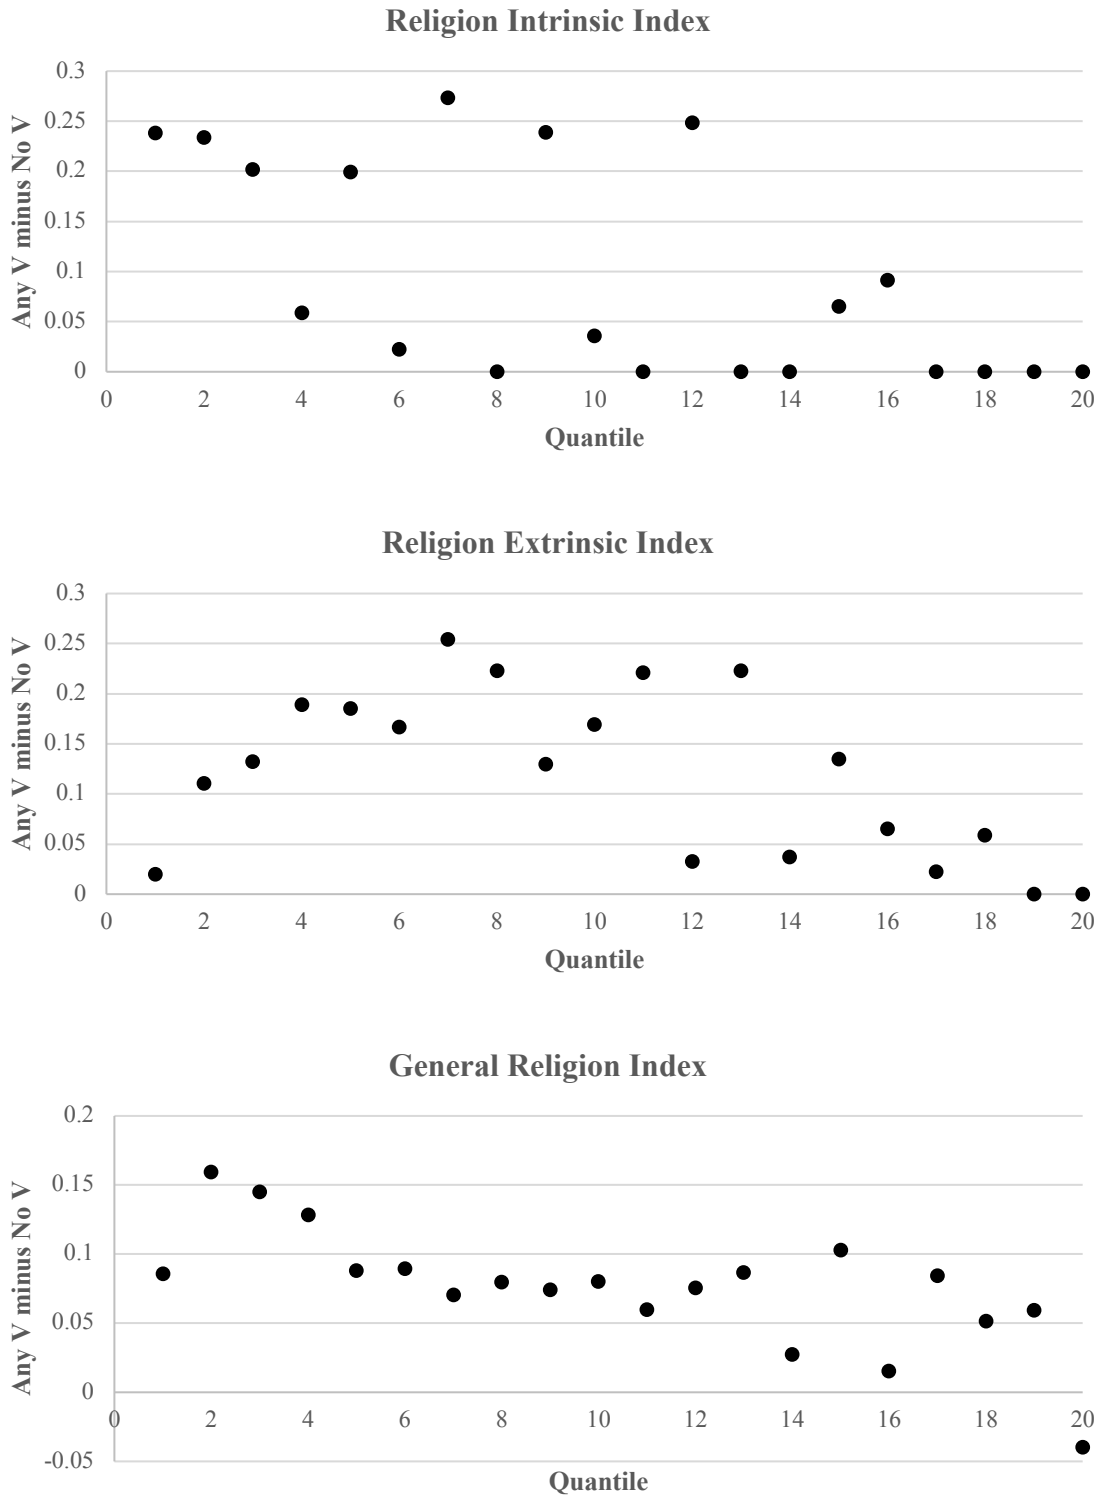 Religion Intrinsic Index
Any V minus No V
0.3
0.25
0.2
0.15
0.1
0.05
0
0 2 4 6 8 10 12 14 16 18 20
Quantile
Religion Extrinsic Index
Any V minus No V
0.3
0.25
0.2
0.15
0.1
0.05
0
0 2 4 6 8 10 12 14 16 18 20
Quantile
General Religion Index
Any V minus No V
0.2
0.15
0.1
0.05
0
-0.05
0 2 4 6 8 10 12 14 16 18 20
Quantile